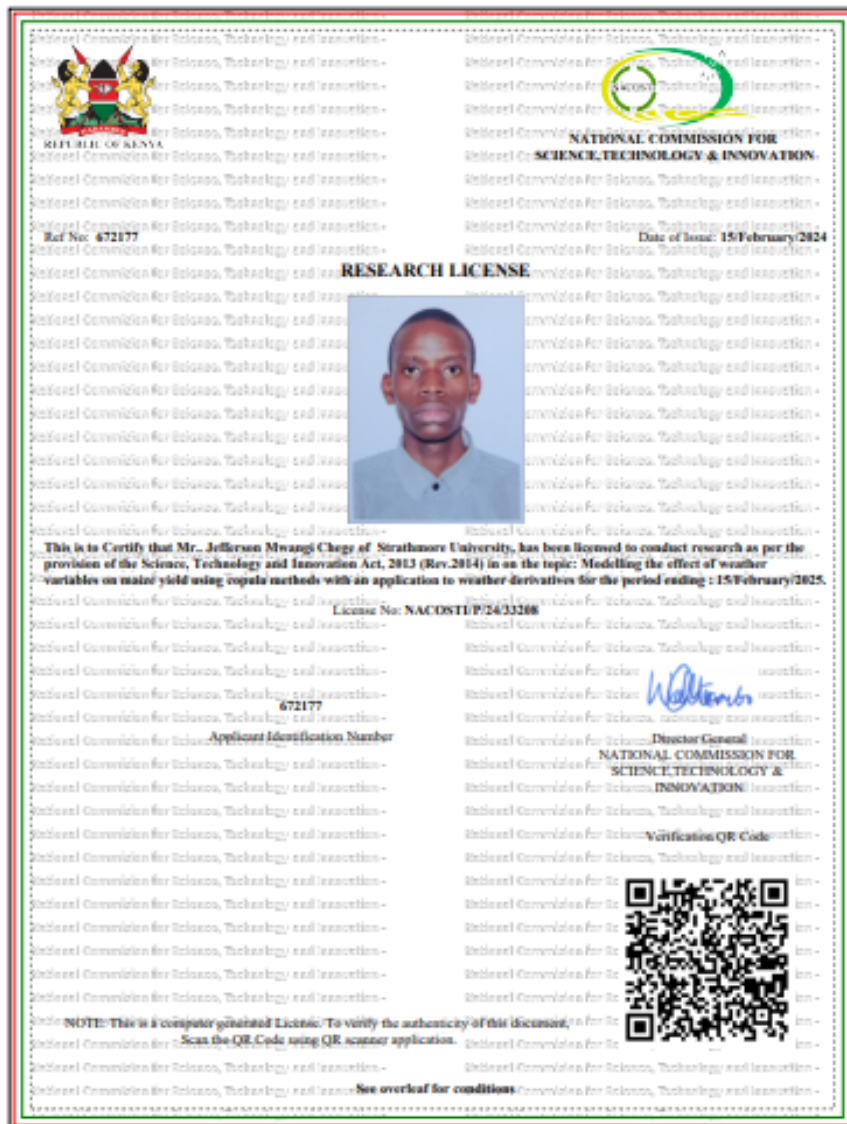 REPUBLIC OF KENYA
NACOSTI
NATIONAL COMMISSION FOR
SCIENCE,TECHNOLOGY & INNOVATION
Ref No: 672177
Date of Issue: 15/February/2024
RESEARCH LICENSE
This is to Certify that Mr.. Jefferson Mwangi Chege of Strathmore University, has been licensed to conduct research as per the
provision of the Science, Technology and Innovation Act, 2013 (Rev.2014) in on the topic: Modelling the effect of weather
variables on maize yield using copula methods with an application to weather derivatives for the period ending : 15/February/2025.
License No: NACOSTI/P/24/33208
672177
Applicant Identification Number
Director General
NATIONAL COMMISSION FOR
SCIENCE,TECHNOLOGY &
INNOVATION
Verification QR Code
NOTE: This is a computer generated License. To verify the authenticity of this document,
Scan the QR Code using QR scanner application.
See overleaf for conditions